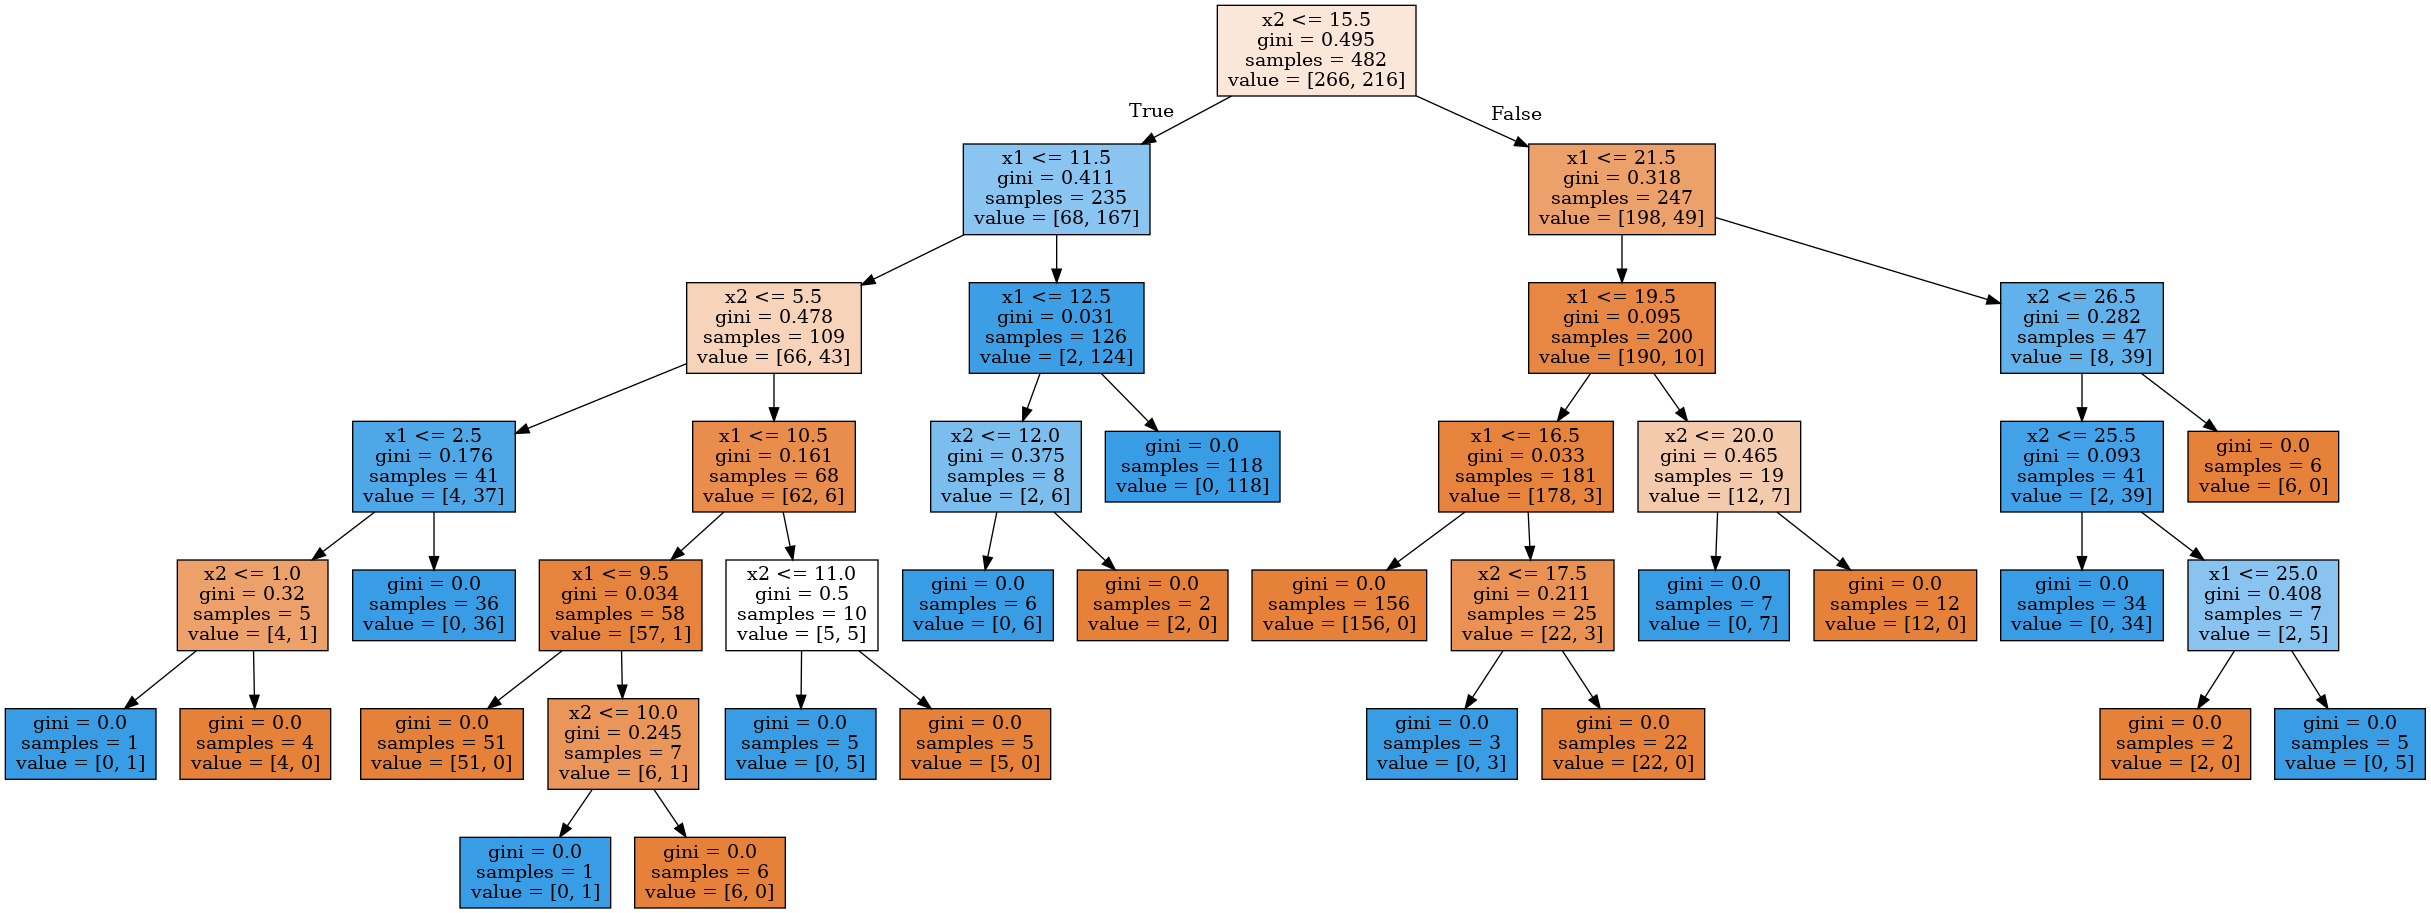 x2 <= 15.5
gini = 0.495
samples = 482
value = [266, 216]
True
False
x1 <= 11.5
gini = 0.411
samples = 235
value = [68, 167]
x1 <= 21.5
gini = 0.318
samples = 247
value = [198, 49]
x2 <= 5.5
gini = 0.478
samples = 109
value = [66, 43]
x1 <= 12.5
gini = 0.031
samples = 126
value = [2, 124]
x1 <= 19.5
gini = 0.095
samples = 200
value = [190, 10]
x2 <= 26.5
gini = 0.282
samples = 47
value = [8, 39]
x1 <= 2.5
gini = 0.176
samples = 41
value = [4, 37]
x1 <= 10.5
gini = 0.161
samples = 68
value = [62, 6]
x2 <= 12.0
gini = 0.375
samples = 8
value = [2, 6]
gini = 0.0
samples = 118
value = [0, 118]
x1 <= 16.5
gini = 0.033
samples = 181
value = [178, 3]
x2 <= 20.0
gini = 0.465
samples = 19
value = [12, 7]
x2 <= 25.5
gini = 0.093
samples = 41
value = [2, 39]
gini = 0.0
samples = 6
value = [6, 0]
x2 <= 1.0
gini = 0.32
samples = 5
value = [4, 1]
gini = 0.0
samples = 36
value = [0, 36]
x1 <= 9.5
gini = 0.034
samples = 58
value = [57, 1]
x2 <= 11.0
gini = 0.5
samples = 10
value = [5, 5]
gini = 0.0
samples = 6
value = [0, 6]
gini = 0.0
samples = 2
value = [2, 0]
gini = 0.0
samples = 156
value = [156, 0]
x2 <= 17.5
gini = 0.211
samples = 25
value = [22, 3]
gini = 0.0
samples = 7
value = [0, 7]
gini = 0.0
samples = 12
value = [12, 0]
gini = 0.0
samples = 34
value = [0, 34]
x1 <= 25.0
gini = 0.408
samples = 7
value = [2, 5]
gini = 0.0
samples = 1
value = [0, 1]
gini = 0.0
samples = 4
value = [4, 0]
gini = 0.0
samples = 51
value = [51, 0]
x2 <= 10.0
gini = 0.245
samples = 7
value = [6, 1]
gini = 0.0
samples = 5
value = [0, 5]
gini = 0.0
samples = 5
value = [5, 0]
gini = 0.0
samples = 3
value = [0, 3]
gini = 0.0
samples = 22
value = [22, 0]
gini = 0.0
samples = 2
value = [2, 0]
gini = 0.0
samples = 5
value = [0, 5]
gini = 0.0
samples = 1
value = [0, 1]
gini = 0.0
samples = 6
value = [6, 0]